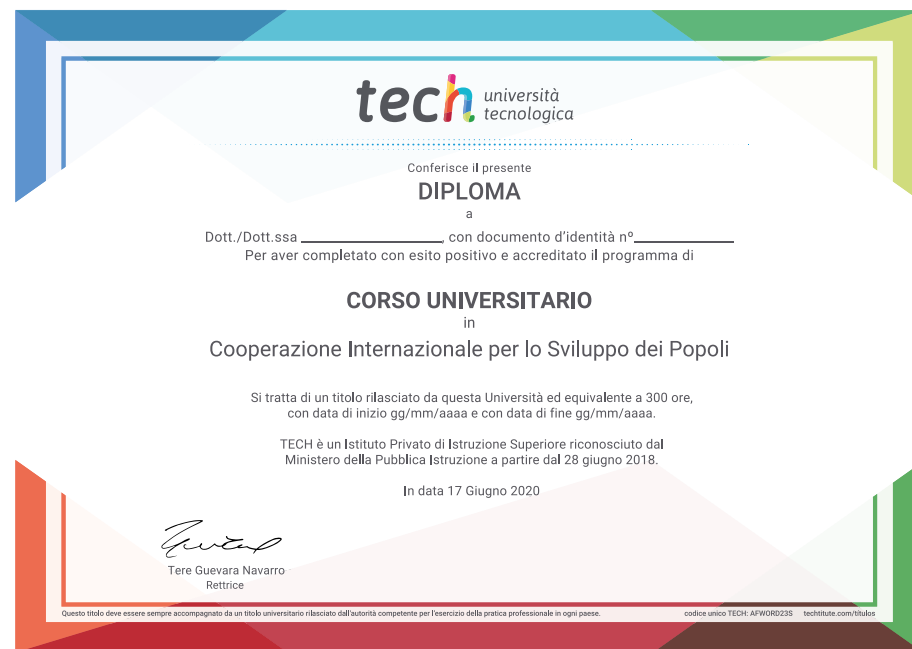 tech università
tecnologica
Conferisce il presente
DIPLOMA
a
Dott./Dott.ssa ____________________, con documento d'identità nº______________
Per aver completato con esito positivo e accreditato il programma di
CORSO UNIVERSITARIO
in
Cooperazione Internazionale per lo Sviluppo dei Popoli
Si tratta di un titolo rilasciato da questa Università ed equivalente a 300 ore,
con data di inizio gg/mm/aaaa e con data di fine gg/mm/aaaa.
TECH è un Istituto Privato di Istruzione Superiore riconosciuto dal
Ministero della Pubblica Istruzione a partire dal 28 giugno 2018.
In data 17 Giugno 2020
Tere Guevara Navarro
Rettrice
Questo titolo deve essere sempre accompagnato da un titolo universitario rilasciato dall'autorità competente per l'esercizio della pratica professionale in ogni paese. codice unico TECH: AFWORD23S techtitute.com/titulos